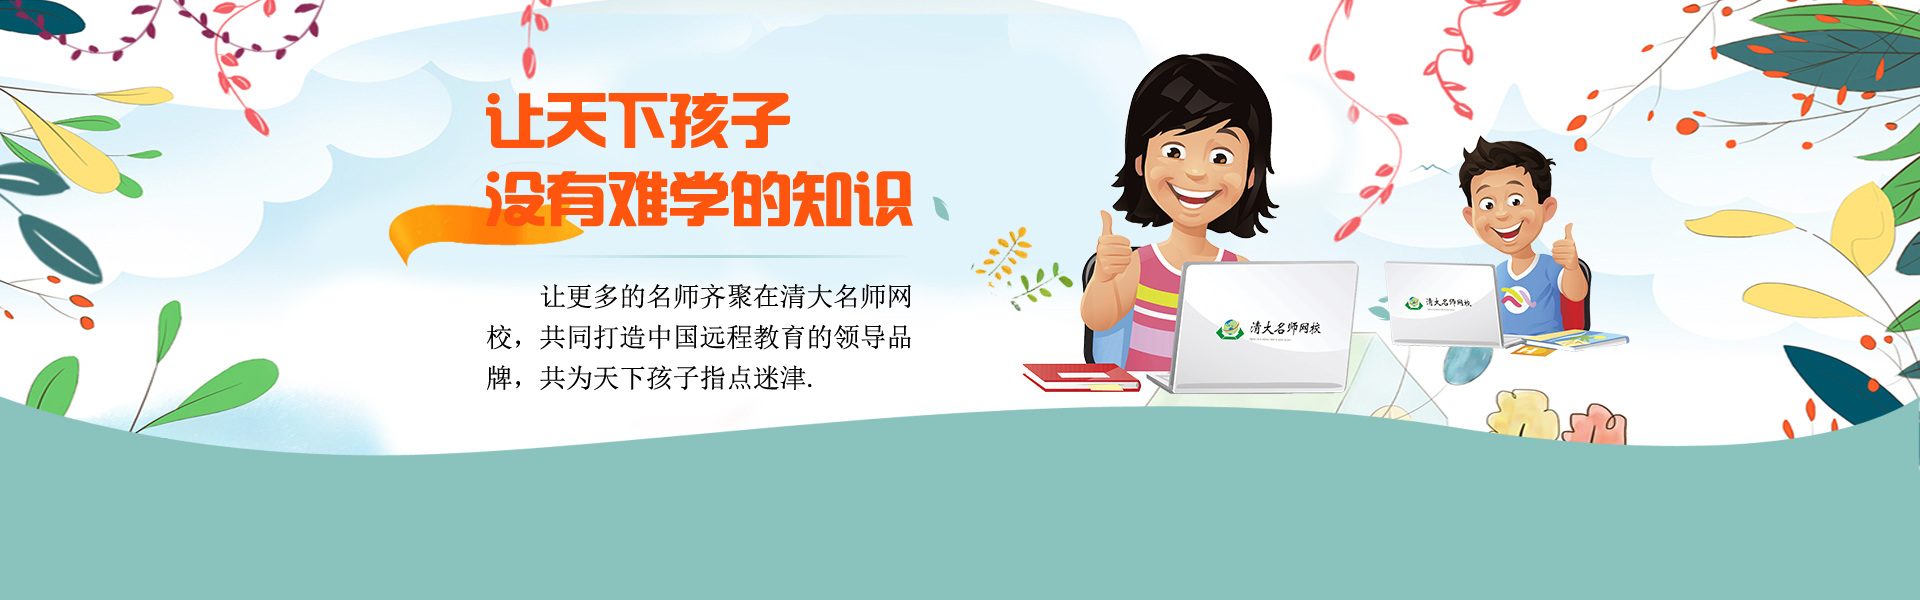 让天下孩子
没有难学的知识
让更多的名师齐聚在清大名师网
校，共同打造中国远程教育的领导品
牌，共为天下孩子指点迷津.
清大名师网校
清大名师网校